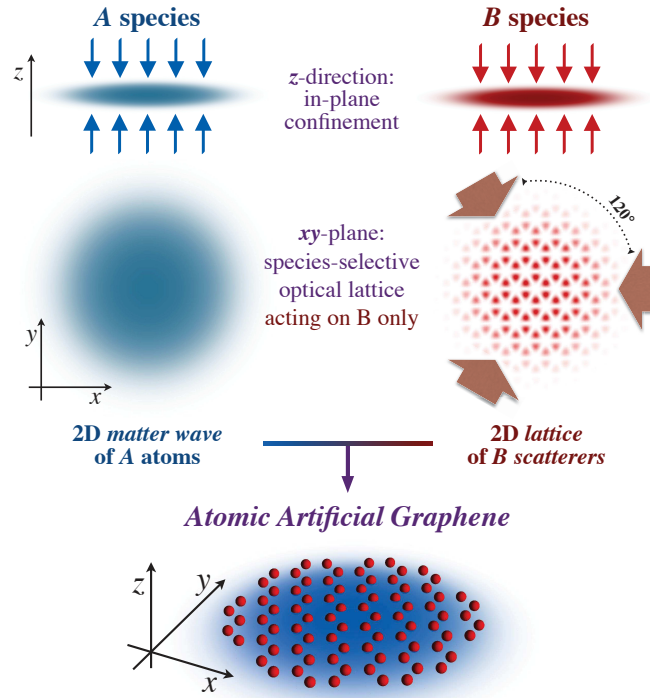 A species
B species
z
z-direction:
in-plane
confinement
120°
xy-plane:
species-selective
optical lattice
acting on B only
y
x
2D matter wave
of A atoms
2D lattice
of B scatterers
Atomic Artificial Graphene
z
y
x